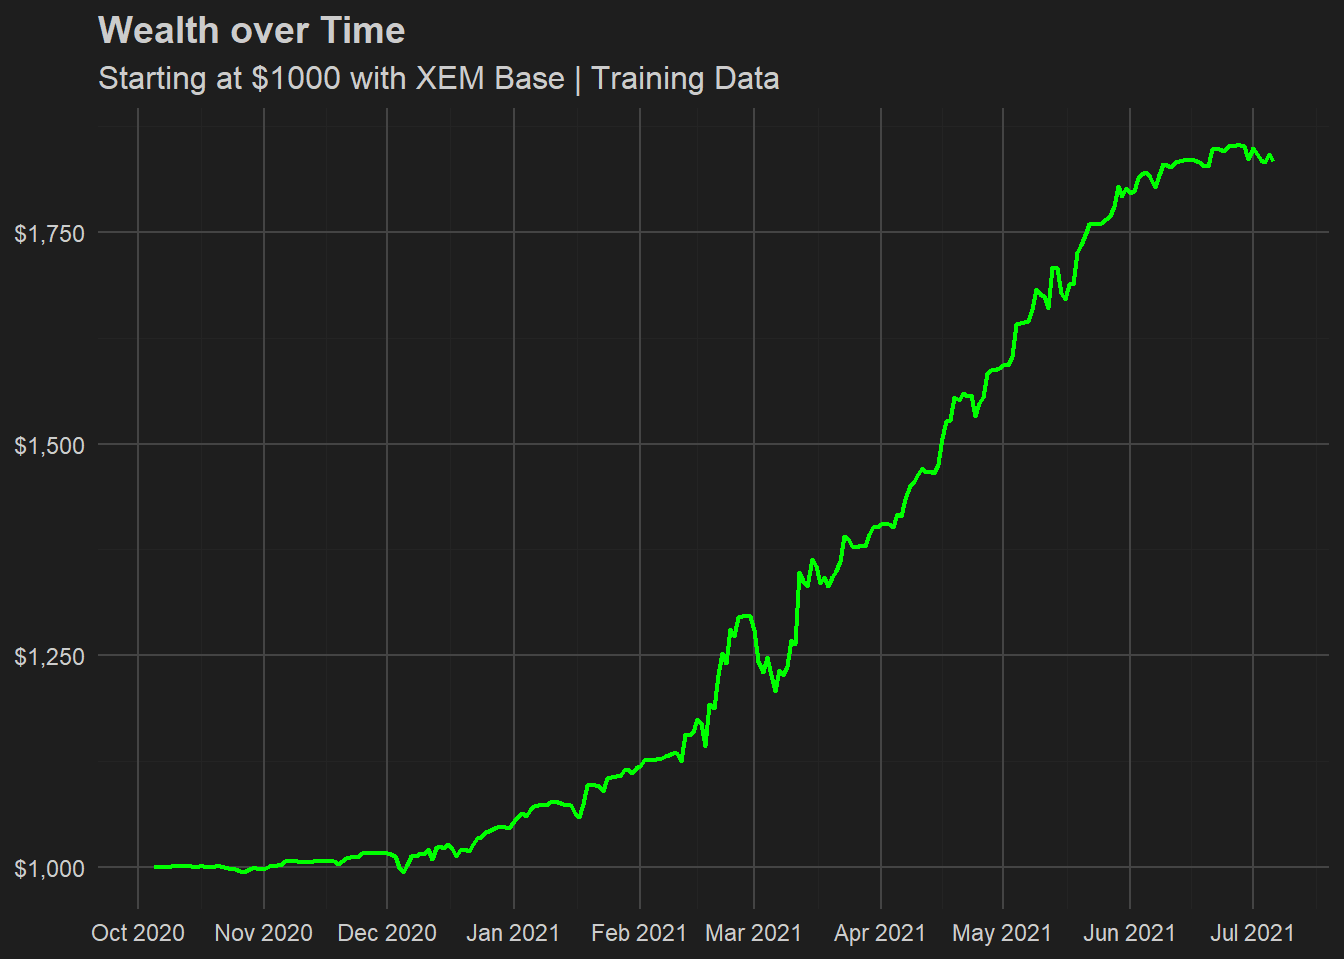 Wealth over Time
Starting at $1000 with XEM Base | Training Data
$1,750
$1,500
$1,250
$1,000
Oct 2020 Nov 2020 Dec 2020 Jan 2021 Feb 2021 Mar 2021 Apr 2021 May 2021 Jun 2021 Jul 2021